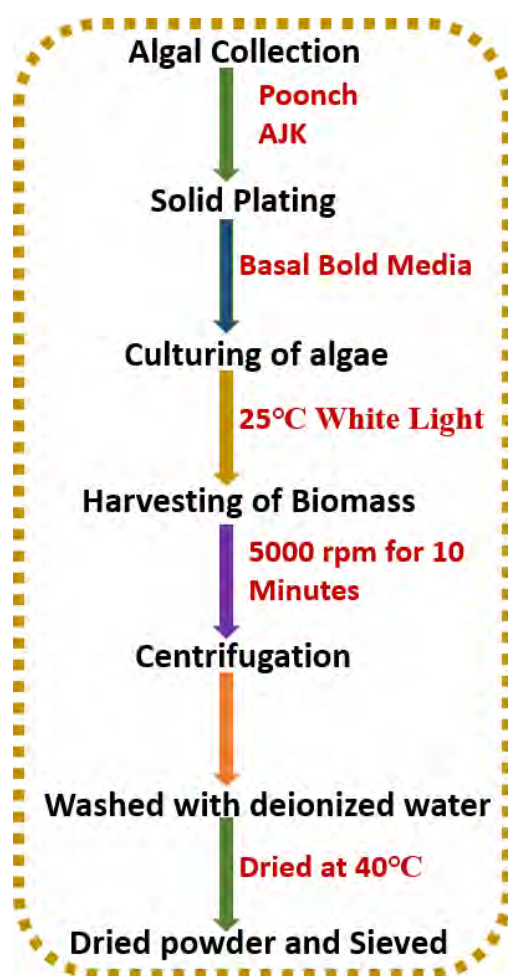 Algal Collection
Poonch
AJK
Solid Plating
Basal Bold Media
Culturing of algae
25°C White Light
Harvesting of Biomass
5000 rpm for 10
Minutes
Centrifugation
Washed with deionized water
Dried at 40°C
Dried powder and Sieved